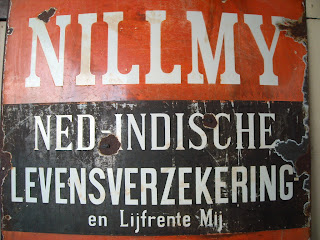 NILLMY
NED-INDISCHE
LEVENSVERZEKERING
en Lijfrente Mij